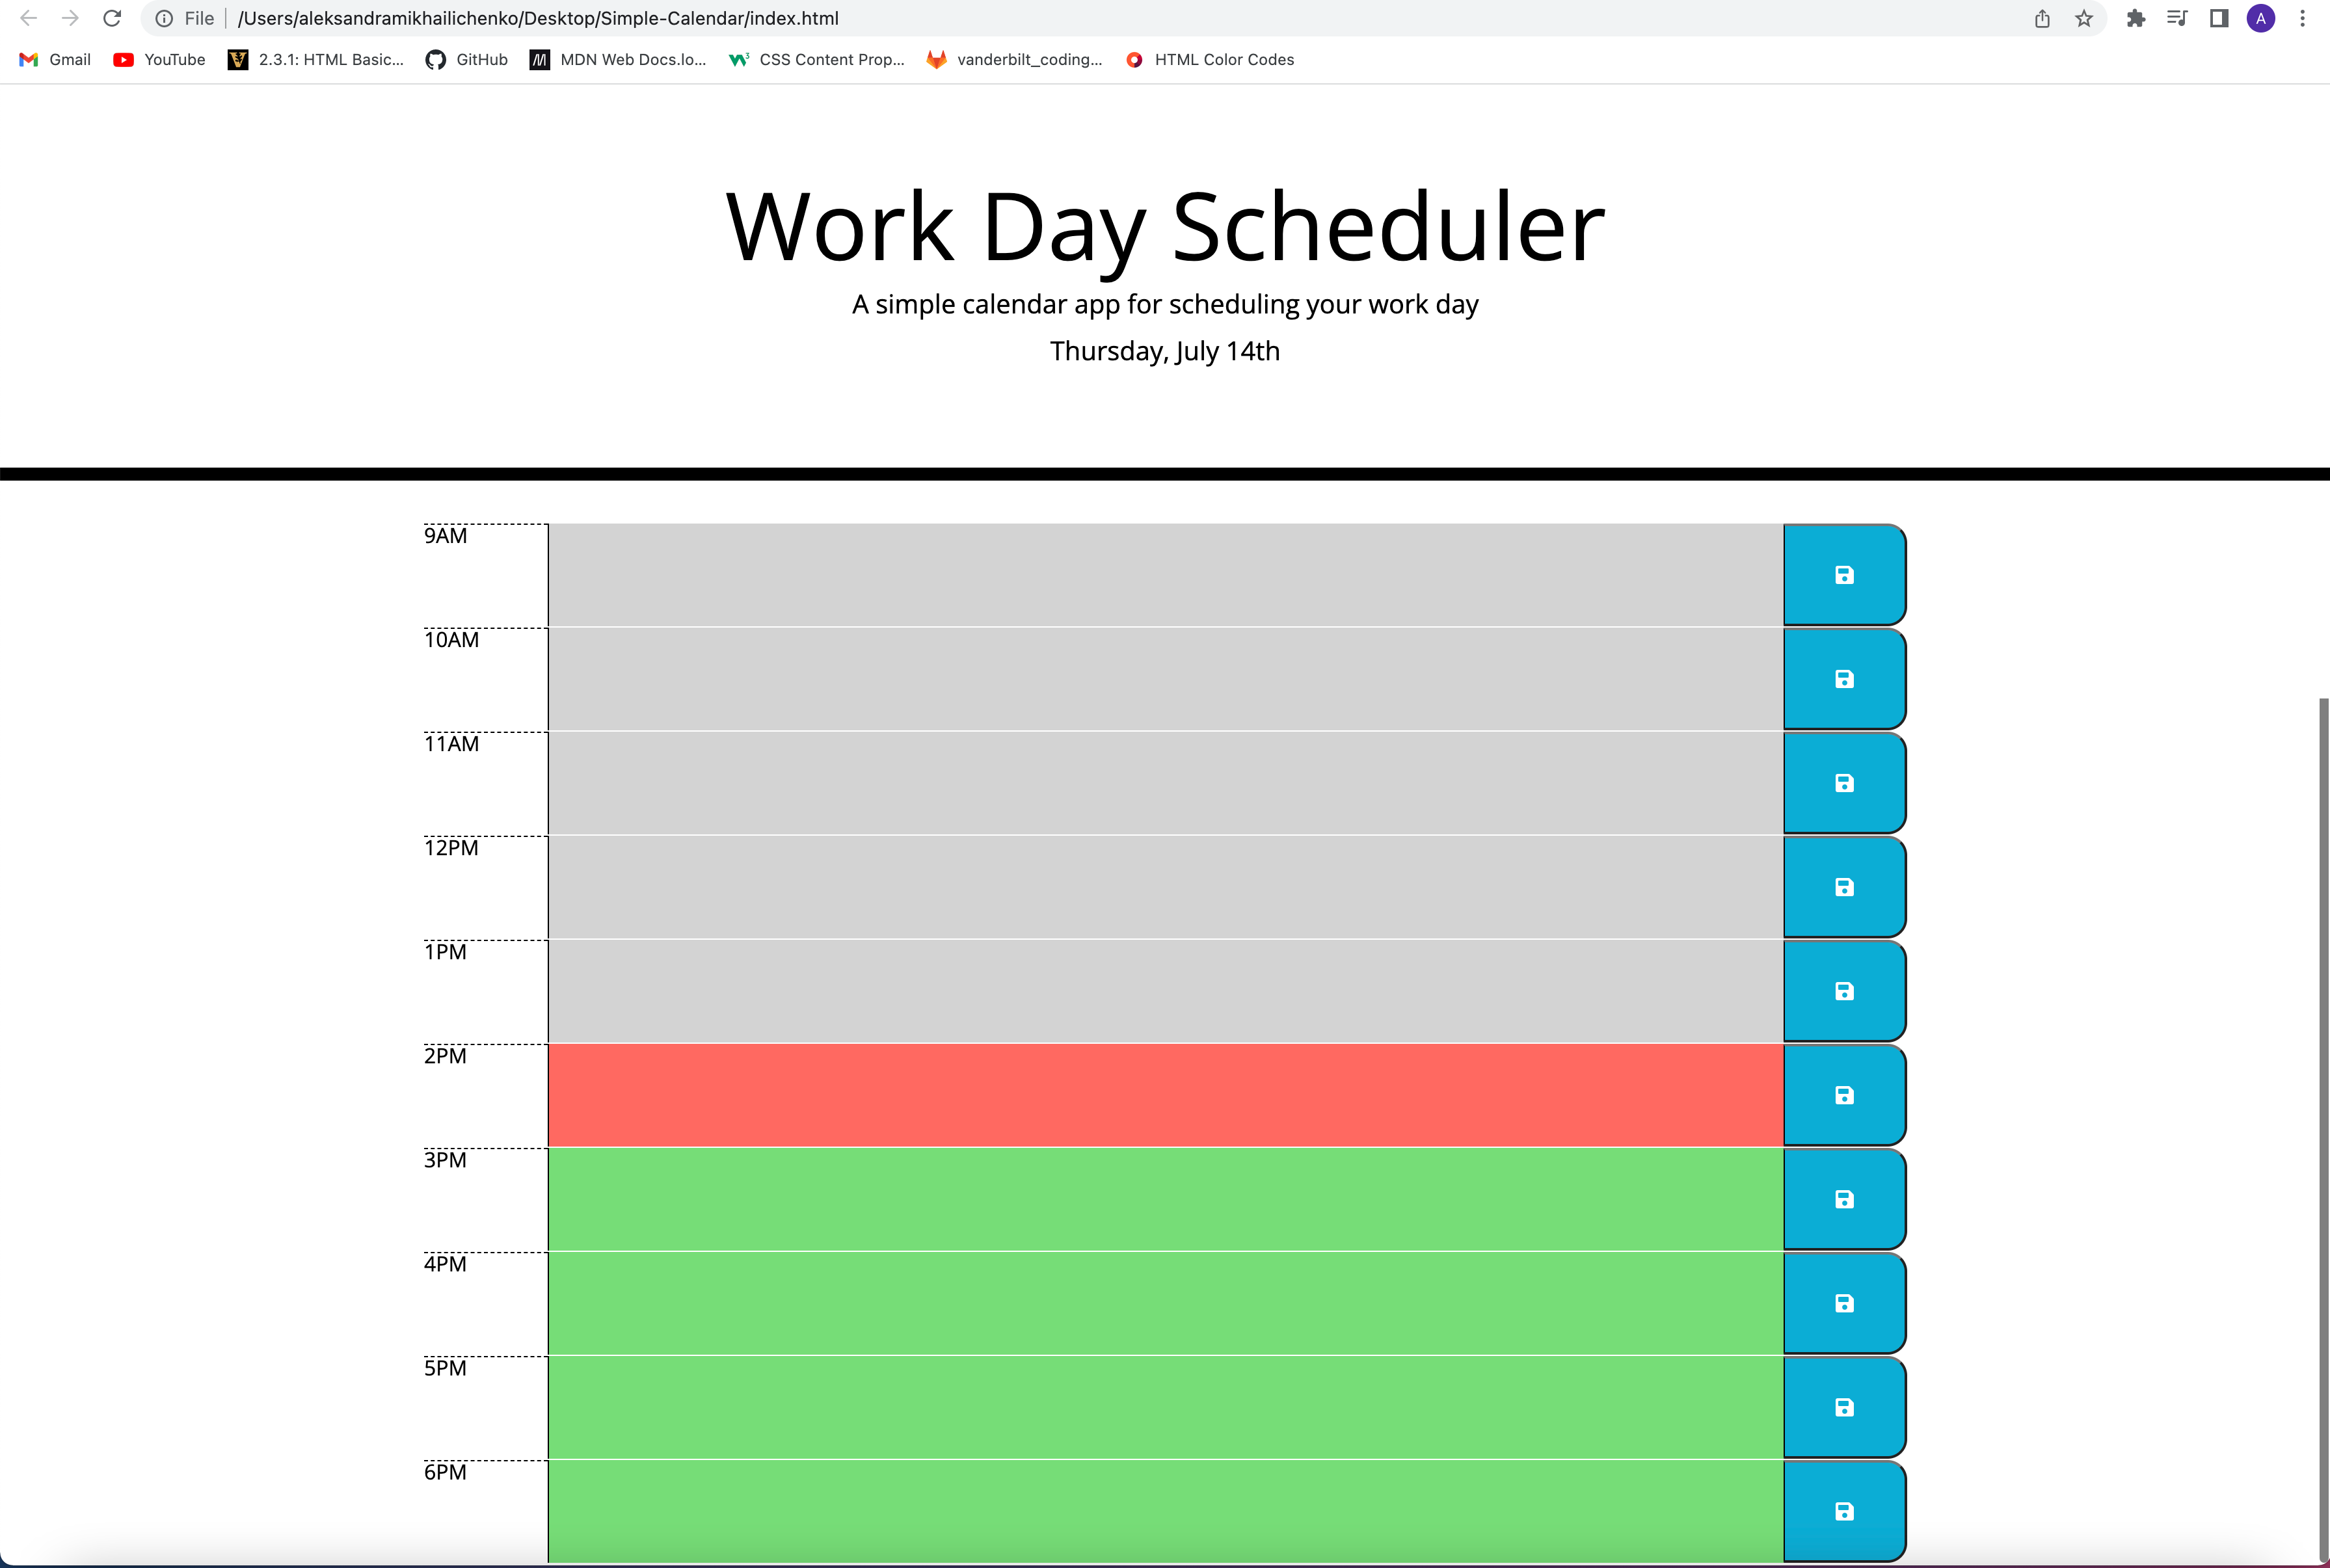 File /Users/aleksandramikhailichenko/Desktop/Simple-Calendar/index.html A
Gmail YouTube 2.3.1: HTML Basic... GitHub MDN Web Docs.lo... CSS Content Prop... vanderbilt_coding... HTML Color Codes
Work Day Scheduler
A simple calendar app for scheduling your work day
Thursday, July 14th
9AM
10AM
11AM
12PM
1PM
2PM
3PM
4PM
5PM
6PM